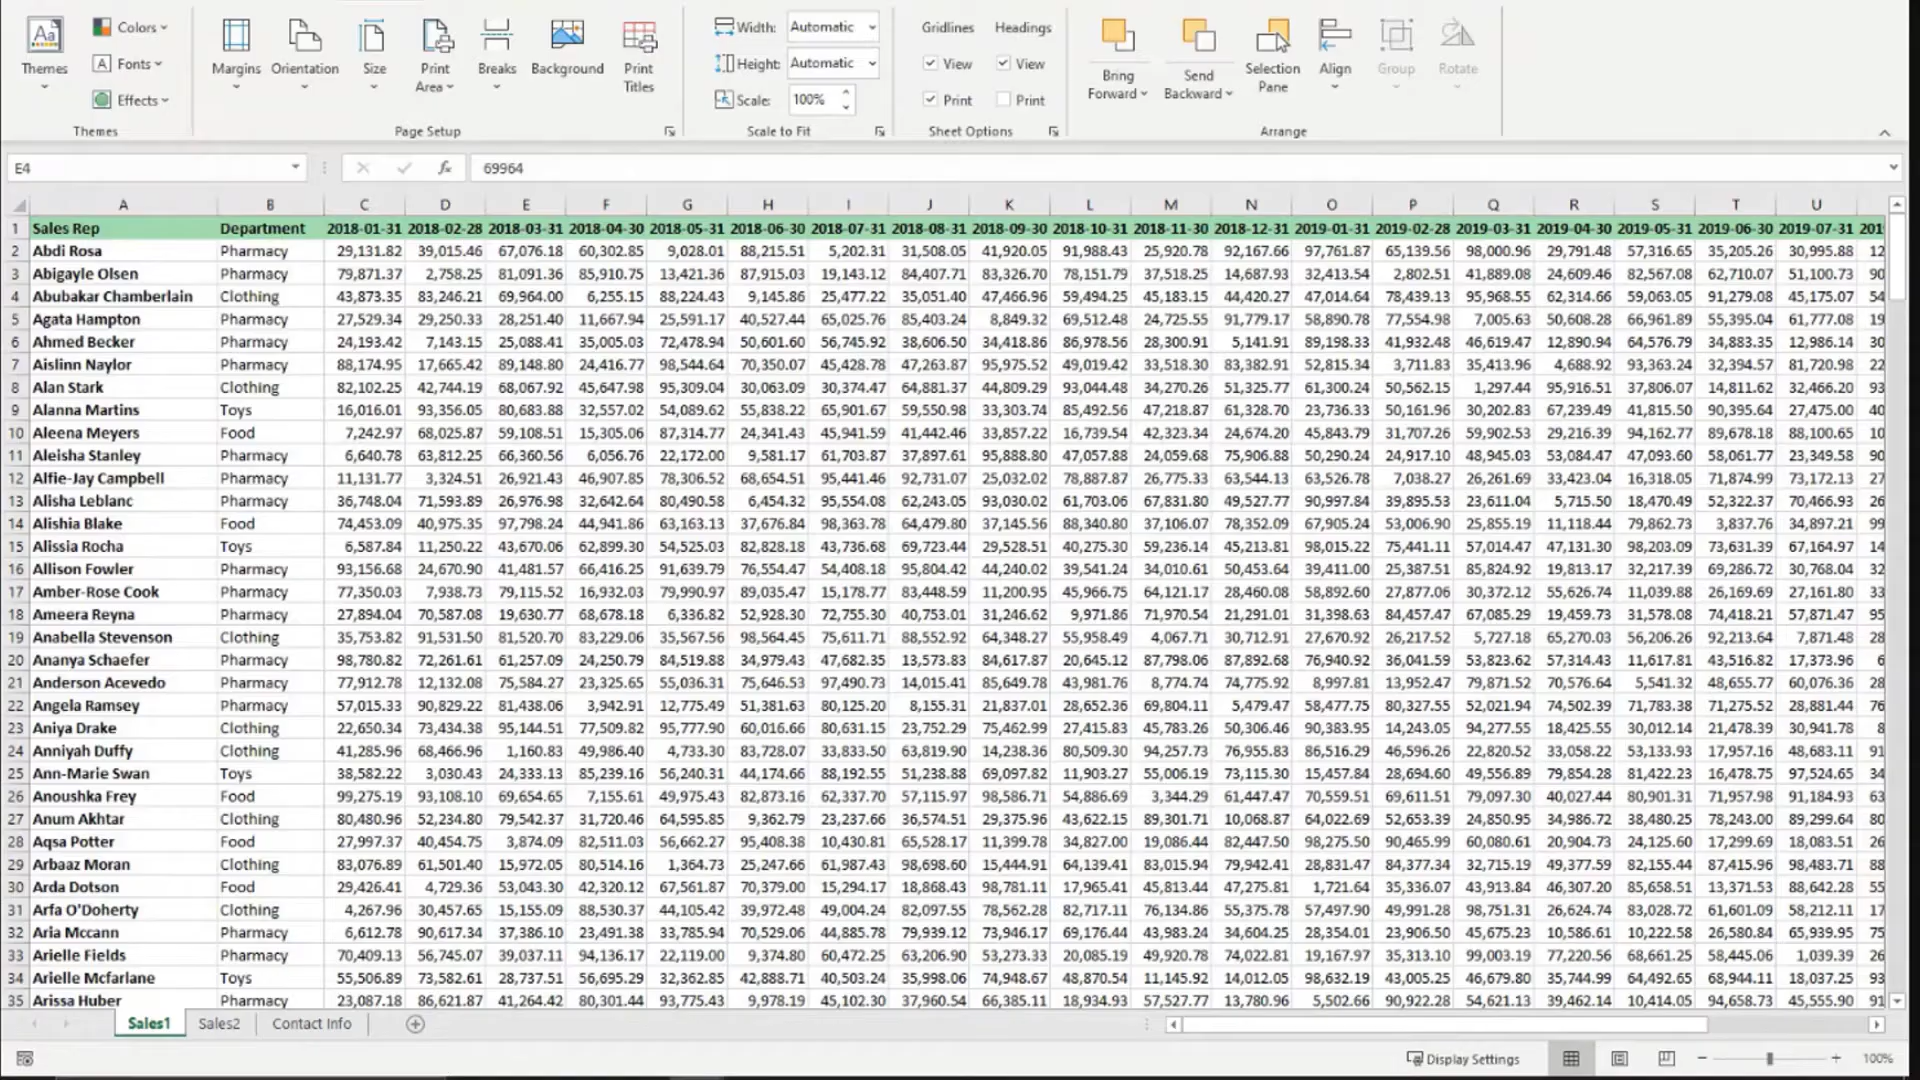 Themes
Colors
Fonts
Effects
Themes
Margins
Orientation
Size
Print Area
Breaks
Background
Print Titles
Page Setup
Width: Automatic
Height: Automatic
Scale: 100%
Scale to Fit
Gridlines Headings
View View
Print Print
Sheet Options
Bring Forward
Send Backward
Selection Pane
Align
Group
Rotate
Arrange
E4 fx 69964
A B C D E F G H I J K L M N O P Q R S T U
1 Sales Rep Department 2018-01-31 2018-02-28 2018-03-31 2018-04-30 2018-05-31 2018-06-30 2018-07-31 2018-08-31 2018-09-30 2018-10-31 2018-11-30 2018-12-31 2019-01-31 2019-02-28 2019-03-31 2019-04-30 2019-05-31 2019-06-30 2019-07-31 201
2 Abdi Rosa Pharmacy 29,131.82 39,015.46 67,076.18 60,302.85 9,028.01 88,215.51 5,202.31 31,508.05 41,920.05 91,988.43 25,920.78 92,167.66 97,761.87 65,139.56 98,000.96 29,791.48 57,316.65 35,205.26 30,995.88 12
3 Abigayle Olsen Pharmacy 79,871.37 2,758.25 81,091.36 85,910.75 13,421.36 87,915.03 19,143.12 84,407.71 83,326.70 78,151.79 37,518.25 14,687.93 32,413.54 2,802.51 41,889.08 24,609.46 82,567.08 62,710.07 51,100.73 90
4 Abubakar Chamberlain Clothing 43,873.35 83,246.21 69,964.00 6,255.15 88,224.43 9,145.86 25,477.22 35,051.40 47,466.96 59,494.25 45,183.15 44,420.27 47,014.64 78,439.13 95,968.55 62,314.66 59,063.05 91,279.08 45,175.07 54
5 Agata Hampton Pharmacy 27,529.34 29,250.33 28,251.40 11,667.94 25,591.17 40,527.44 65,025.76 85,403.24 8,849.32 69,512.48 24,725.55 91,779.17 58,890.78 77,554.98 7,005.63 50,608.28 66,961.89 55,395.04 61,777.08 19
6 Ahmed Becker Pharmacy 24,193.42 7,143.15 25,088.41 35,005.03 72,478.94 50,601.60 56,745.92 38,606.50 34,418.86 86,978.56 28,300.91 5,141.91 89,198.33 41,932.48 46,619.47 12,890.94 64,576.79 34,883.35 12,986.14 30
7 Aislinn Naylor Pharmacy 88,174.95 17,665.42 89,148.80 24,416.77 98,544.64 70,350.07 45,428.78 47,263.87 95,975.52 49,019.42 33,518.30 83,382.91 52,815.34 3,711.83 35,413.96 4,688.92 93,363.24 32,394.57 81,720.98 22
8 Alan Stark Clothing 82,102.25 42,744.19 68,067.92 45,647.98 95,309.04 30,063.09 30,374.47 64,881.37 44,809.29 93,044.48 34,270.26 51,325.77 61,300.24 50,562.15 1,297.44 95,916.51 37,806.07 14,811.62 32,466.20 93
9 Alanna Martins Toys 16,016.01 93,356.05 80,683.88 32,557.02 54,089.62 55,838.22 65,901.67 59,550.98 33,303.74 85,492.56 47,218.87 61,328.70 23,736.33 50,161.96 30,202.83 67,239.49 41,815.50 90,395.64 27,475.00 40
10 Aleena Meyers Food 7,242.97 68,025.87 59,108.51 15,305.06 87,314.77 24,341.43 45,941.59 41,442.46 33,857.22 16,739.54 42,323.34 24,674.20 45,843.79 31,707.26 59,902.53 29,216.39 94,162.77 89,678.18 88,100.65 10
11 Aleisha Stanley Pharmacy 6,640.78 63,812.25 66,360.56 6,056.76 22,172.00 9,581.17 61,703.87 37,897.61 95,888.80 47,057.88 24,059.68 75,906.88 50,290.24 24,917.10 48,945.03 53,084.47 47,093.60 58,061.77 23,349.58 90
12 Alfie-Jay Campbell Pharmacy 11,131.77 3,324.51 26,921.43 46,907.85 78,306.52 68,654.51 95,441.46 92,731.07 25,032.02 78,887.87 26,775.33 63,544.13 63,526.78 7,038.27 26,261.69 33,423.04 16,318.05 71,874.99 73,172.13 27
13 Alisha Leblanc Pharmacy 36,748.04 71,593.89 26,976.98 32,642.64 80,490.58 6,454.32 95,554.08 62,243.05 93,030.02 61,703.06 67,831.80 49,527.77 90,997.84 39,895.53 23,611.04 5,715.50 18,470.49 52,322.37 70,466.93 26
14 Alishia Blake Food 74,453.09 40,975.35 97,798.24 44,941.86 63,163.13 37,676.84 98,363.78 64,479.80 37,145.56 88,340.80 37,106.07 78,352.09 67,905.24 53,006.90 25,855.19 11,118.44 79,862.73 3,837.76 34,897.21 99
15 Alissia Rocha Toys 6,587.84 11,250.22 43,670.06 62,899.30 54,525.03 82,828.18 43,736.68 69,723.44 29,528.51 40,275.30 59,236.14 45,213.81 98,015.22 75,441.11 57,014.47 47,131.30 98,203.09 73,631.39 67,164.97 14
16 Allison Fowler Pharmacy 93,156.68 24,670.90 41,481.57 66,416.25 91,639.79 76,554.47 54,408.18 95,804.42 44,240.02 39,541.24 34,010.61 50,453.64 39,411.00 25,387.51 85,824.92 19,813.17 32,217.39 69,286.72 30,768.04 32
17 Amber-Rose Cook Pharmacy 77,350.03 7,938.73 79,115.52 16,932.03 79,990.97 89,035.47 15,178.77 83,448.59 11,200.95 45,966.75 64,121.17 28,460.08 58,892.60 27,877.06 30,372.12 55,626.74 11,039.88 26,169.69 27,161.80 33
18 Ameera Reyna Pharmacy 27,894.04 70,587.08 19,630.77 68,678.18 6,336.82 52,928.30 72,755.30 40,753.01 31,246.62 9,971.86 71,970.54 21,291.01 31,398.63 84,457.47 67,085.29 19,459.73 31,578.08 74,418.21 57,871.47 95
19 Anabella Stevenson Clothing 35,753.82 91,531.50 81,520.70 83,229.06 35,567.56 98,564.45 75,611.71 88,552.92 64,348.27 55,958.49 4,067.71 30,712.91 27,670.92 26,217.52 5,727.18 65,270.03 56,206.26 92,213.64 7,871.48 28
20 Ananya Schaefer Pharmacy 98,780.82 72,261.61 61,257.09 24,250.79 84,519.88 34,979.43 47,682.35 13,573.83 84,617.87 20,645.12 87,798.06 87,892.68 76,940.92 36,041.59 53,823.62 57,314.43 11,617.81 43,516.82 17,373.96 6
21 Anderson Acevedo Pharmacy 77,912.78 12,132.08 75,584.27 23,325.65 55,036.31 75,646.53 97,490.73 14,015.41 85,649.78 43,981.76 8,774.74 74,775.92 8,997.81 13,952.47 79,871.52 70,576.64 5,541.32 48,655.77 60,076.36 28
22 Angela Ramsey Pharmacy 57,015.33 90,829.22 81,438.06 3,942.91 12,775.49 51,381.63 80,125.20 8,155.31 21,837.01 28,652.36 69,804.11 5,479.47 58,477.75 80,327.55 52,021.94 74,502.39 71,783.38 71,275.52 28,881.44 76
23 Aniya Drake Clothing 22,650.34 73,434.38 95,144.51 77,509.82 95,777.90 60,016.66 80,631.15 23,752.29 75,462.99 27,415.83 45,783.26 50,306.46 90,383.95 14,243.05 94,277.55 18,425.55 30,012.14 21,478.39 30,941.78 8
24 Anniyah Duffy Clothing 41,285.96 68,466.96 1,160.83 49,986.40 4,733.30 83,728.07 33,833.50 63,819.90 14,238.36 80,509.30 94,257.73 76,955.83 86,516.29 46,596.26 22,820.52 33,058.22 53,133.93 17,957.16 48,683.11 91
25 Ann-Marie Swan Toys 38,582.22 3,030.43 24,333.13 85,239.16 56,240.31 44,174.66 88,192.55 51,238.88 69,097.82 11,903.27 55,006.19 73,115.30 15,457.84 28,694.60 49,556.89 79,854.28 81,422.23 16,478.75 97,524.65 34
26 Anoushka Frey Food 99,275.19 93,108.10 69,654.65 7,155.61 49,975.43 82,873.16 62,337.70 57,115.97 98,586.71 54,886.69 3,344.29 61,447.47 70,559.51 69,611.51 79,097.30 40,027.44 80,901.31 71,957.98 91,184.93 63
27 Anum Akhtar Clothing 80,480.96 52,234.80 79,542.37 31,720.46 64,595.85 9,362.79 23,237.66 36,574.51 29,375.96 43,622.15 89,301.71 10,068.87 64,022.69 52,653.39 24,850.95 34,986.72 38,480.25 78,243.00 89,299.64 80
28 Aqsa Potter Food 27,997.37 40,454.75 3,874.09 82,511.03 56,662.27 95,408.38 10,430.81 65,528.17 11,399.78 34,827.00 19,086.44 82,447.50 98,275.50 90,465.99 60,080.61 20,904.73 24,125.60 17,299.69 18,083.51 26
29 Arbaaz Moran Clothing 83,076.89 61,501.40 15,972.05 80,514.16 1,364.73 25,247.66 61,987.43 98,698.60 15,444.91 64,139.41 83,015.94 79,942.41 28,831.47 84,377.34 32,715.19 49,377.59 82,155.44 87,415.96 98,483.71 88
30 Arda Dotson Food 29,426.41 4,729.36 53,043.30 42,320.12 67,561.87 70,379.00 15,294.17 18,868.43 98,781.11 17,965.41 45,813.44 47,275.81 1,721.64 35,336.07 43,913.84 46,307.20 85,658.51 13,371.53 88,642.28 55
31 Arfa O'Doherty Clothing 4,267.96 30,457.65 15,155.09 88,530.37 44,105.42 39,972.48 49,004.24 82,097.55 78,562.28 82,717.11 76,134.86 55,375.78 57,497.90 49,991.28 98,751.31 26,624.74 83,028.72 61,601.09 58,212.11 17
32 Aria Mccann Pharmacy 6,612.78 90,617.34 37,386.10 23,491.38 33,785.94 70,529.06 44,885.78 79,939.12 73,946.17 69,176.44 43,983.24 34,604.25 28,354.01 23,906.50 45,675.23 10,586.61 10,222.58 26,580.84 65,939.95 75
33 Arielle Fields Pharmacy 70,409.13 56,745.07 39,037.11 94,136.17 22,119.00 9,374.80 60,472.25 63,206.90 53,273.33 20,085.19 49,920.78 74,022.81 19,167.97 35,313.10 99,003.19 77,220.56 68,661.25 58,445.06 1,039.39 26
34 Arielle Mcfarlane Toys 55,506.89 73,582.61 28,737.51 56,695.29 32,362.85 42,888.71 40,503.24 35,998.06 74,948.67 48,870.54 11,145.92 14,012.05 98,632.19 43,005.25 46,679.80 35,744.99 64,492.65 68,944.11 18,037.25 93
35 Arissa Huber Pharmacy 23,087.18 86,621.87 41,264.42 80,301.44 93,775.43 9,978.19 45,102.30 37,960.54 66,385.11 18,934.93 57,527.77 13,780.96 5,502.66 90,922.28 54,621.13 39,462.14 10,414.05 94,658.73 45,555.90 91
Sales1 Sales2 Contact Info
Display Settings 100%